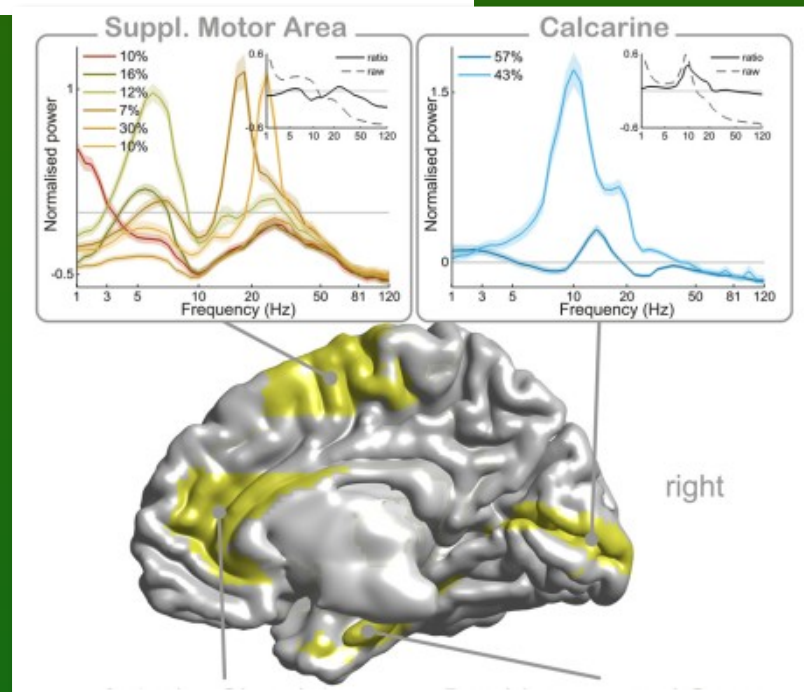 Suppl. Motor Area
Normalised power
1
-0.5
10%
16%
12%
7%
30%
10%
0.6
-0.6
ratio
raw
1 5 10 20 50 120
1 3 5 10 20 50 81 120
Frequency (Hz)
Calcarine
Normalised power
1.5
0
57%
43%
0.6
-0.6
ratio
raw
1 5 10 20 50 120
1 3 5 10 20 50 81 120
Frequency (Hz)
right